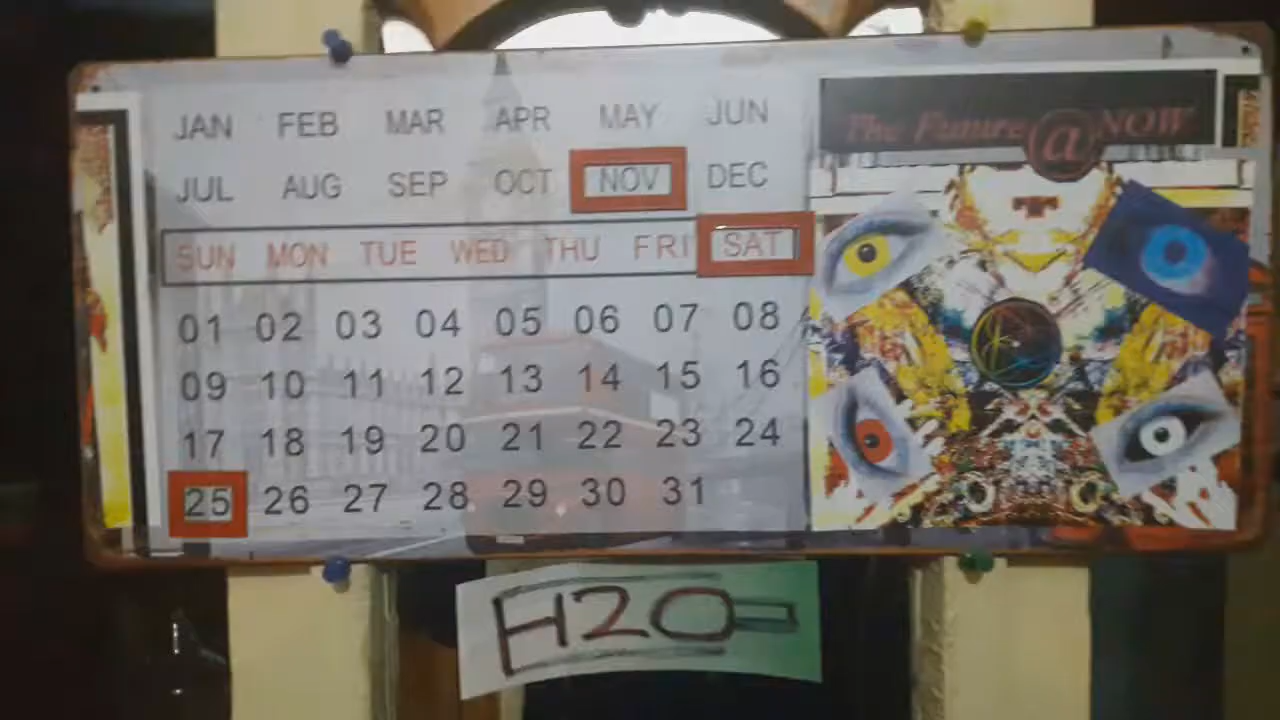 JAN FEB MAR APR MAY JUN
JUL AUG SEP OCT NOV DEC
SUN MON TUE WED THU FRI SAT
01 02 03 04 05 06 07 08
09 10 11 12 13 14 15 16
17 18 19 20 21 22 23 24
25 26 27 28 29 30 31
The Future @ NOW
H20